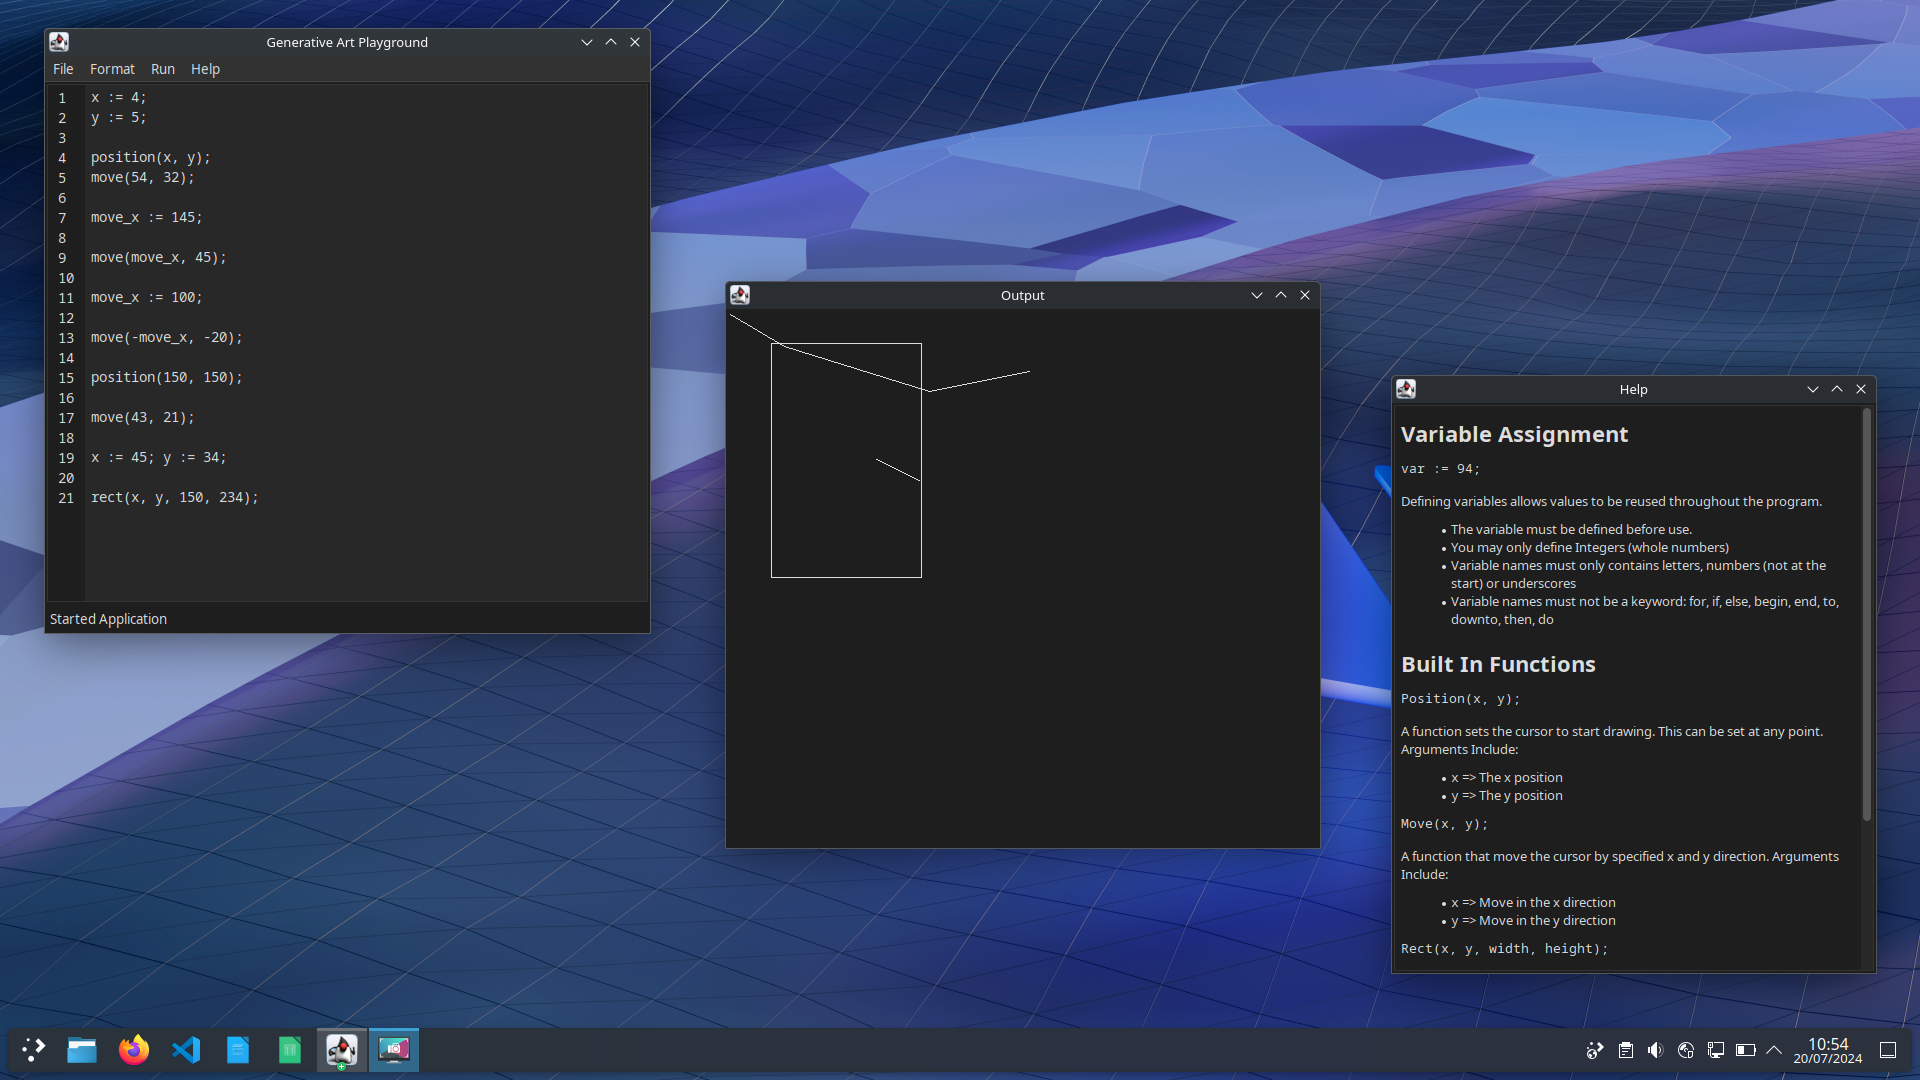 Generative Art Playground
File Format Run Help
1 x := 4;
2 y := 5;
3
4 position(x, y);
5 move(54, 32);
6
7 move_x := 145;
8
9 move(move_x, 45);
10
11 move_x := 100;
12
13 move(-move_x, -20);
14
15 position(150, 150);
16
17 move(43, 21);
18
19 x := 45; y := 34;
20
21 rect(x, y, 150, 234);
Started Application
Output
Help
Variable Assignment
var := 94;
Defining variables allows values to be reused throughout the program.
• The variable must be defined before use.
• You may only define Integers (whole numbers)
• Variable names must only contains letters, numbers (not at the
start) or underscores
• Variable names must not be a keyword: for, if, else, begin, end, to,
downto, then, do
Built In Functions
Position(x, y);
A function sets the cursor to start drawing. This can be set at any point.
Arguments Include:
• x => The x position
• y => The y position
Move(x, y);
A function that move the cursor by specified x and y direction. Arguments
Include:
• x => Move in the x direction
• y => Move in the y direction
Rect(x, y, width, height);
10:54
20/07/2024